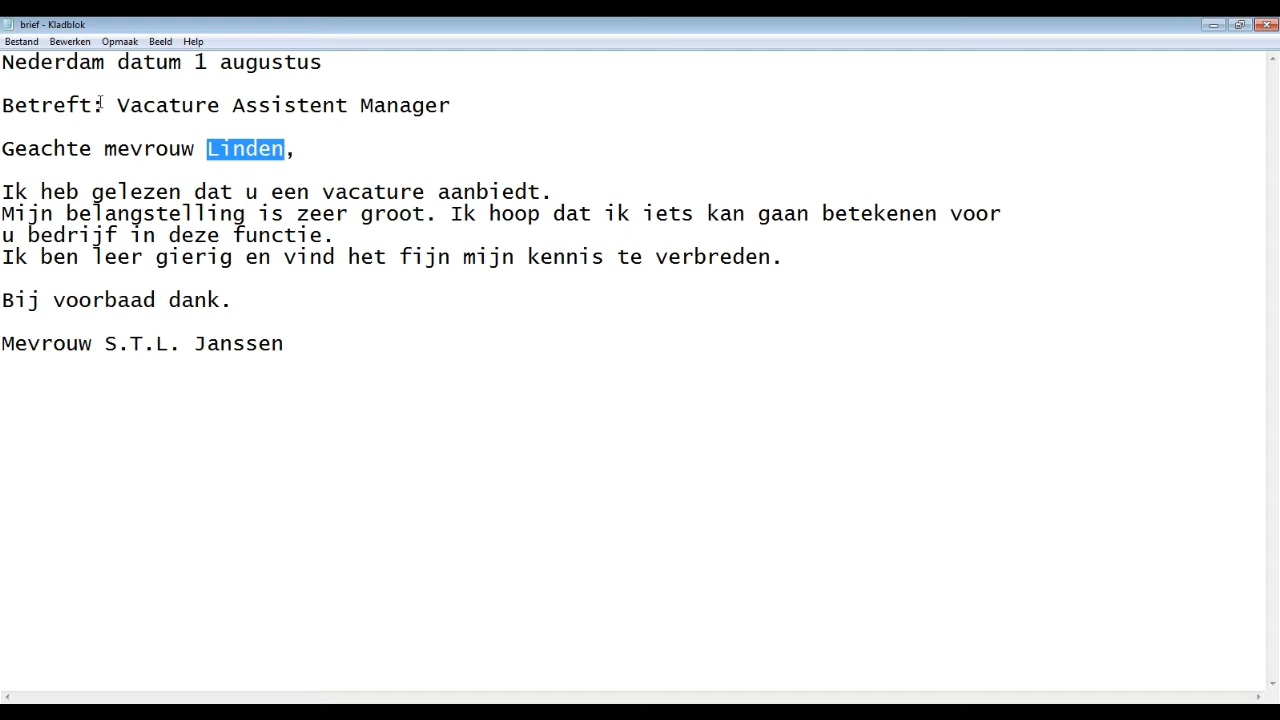 brief - Kladblok
Bestand Bewerken Opmaak Beeld Help
Nederdam datum 1 augustus
Betreft: Vacature Assistent Manager
Geachte mevrouw Linden,
Ik heb gelezen dat u een vacature aanbiedt.
Mijn belangstelling is zeer groot. Ik hoop dat ik iets kan gaan betekenen voor
u bedrijf in deze functie.
Ik ben leer gierig en vind het fijn mijn kennis te verbreden.
Bij voorbaad dank.
Mevrouw S.T.L. Janssen